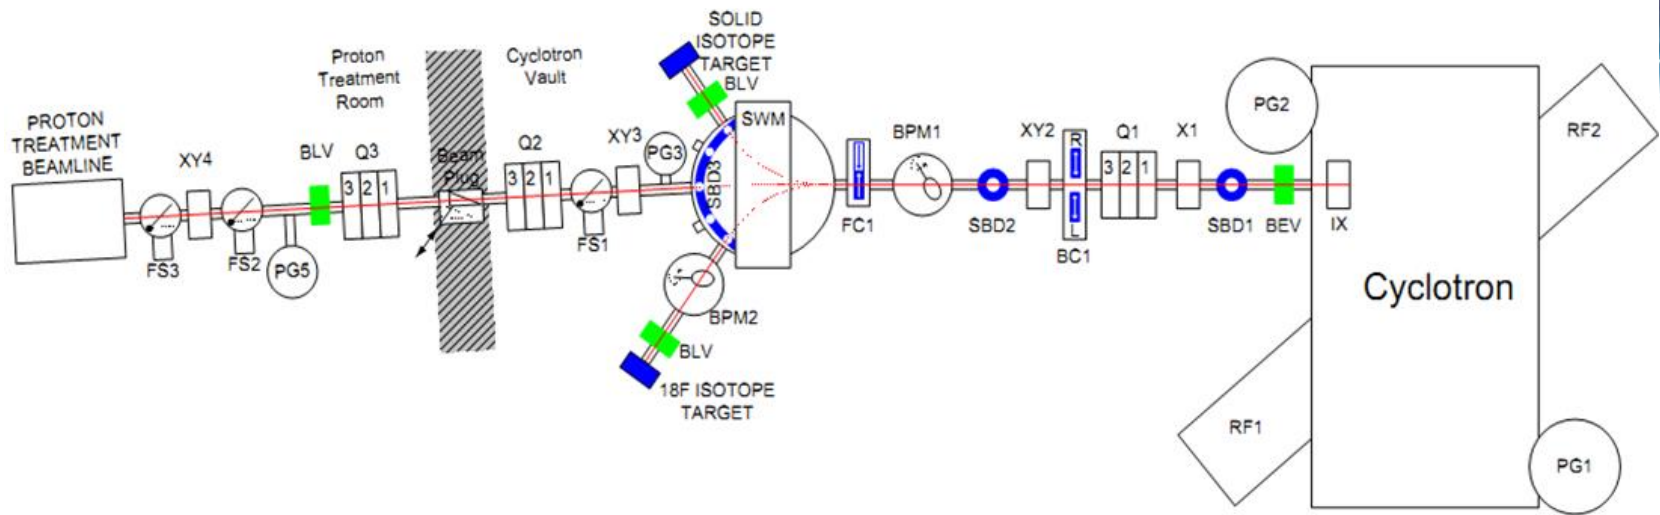 SOLID
ISOTOPE
TARGET
BLV
Proton
Treatment
Room
Cyclotron
Vault
PROTON
TREATMENT
BEAMLINE
XY4
BLV
Q3
3 2 1
Beam
Plug
Q2
3 2 1
XY3
PG3
SBD3
SWM
FC1
BPM1
SBD2
XY2
R
L
BC1
Q1
3 2 1
X1
SBD1
BEV
IX
PG2
RF2
Cyclotron
RF1
PG1
FS3
FS2
PG5
FS1
BPM2
BLV
18F ISOTOPE
TARGET